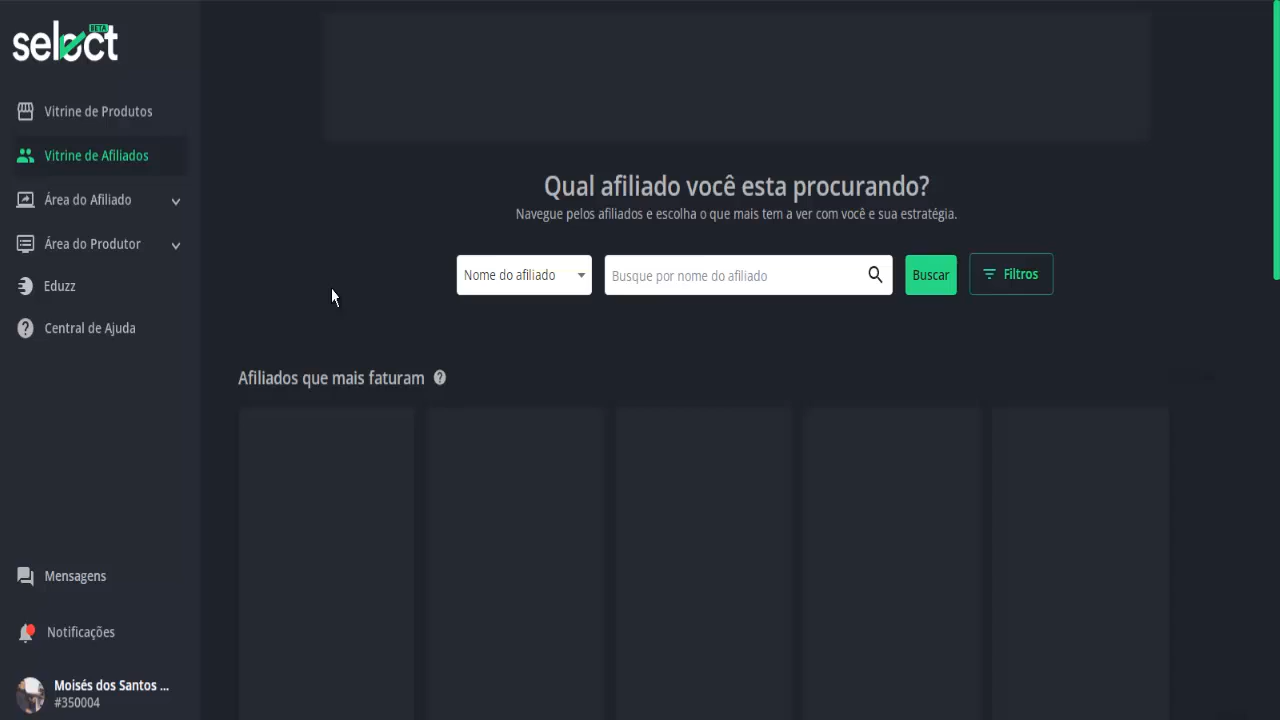 select
BETA
Vitrine de Produtos
Vitrine de Afiliados
Área do Afiliado
Área do Produtor
Eduzz
Central de Ajuda
Mensagens
Notificações
Moisés dos Santos ...
#350004
Qual afiliado você esta procurando?
Navegue pelos afiliados e escolha o que mais tem a ver com você e sua estratégia.
Nome do afiliado
Busque por nome do afiliado
Buscar
Filtros
Afiliados que mais faturam